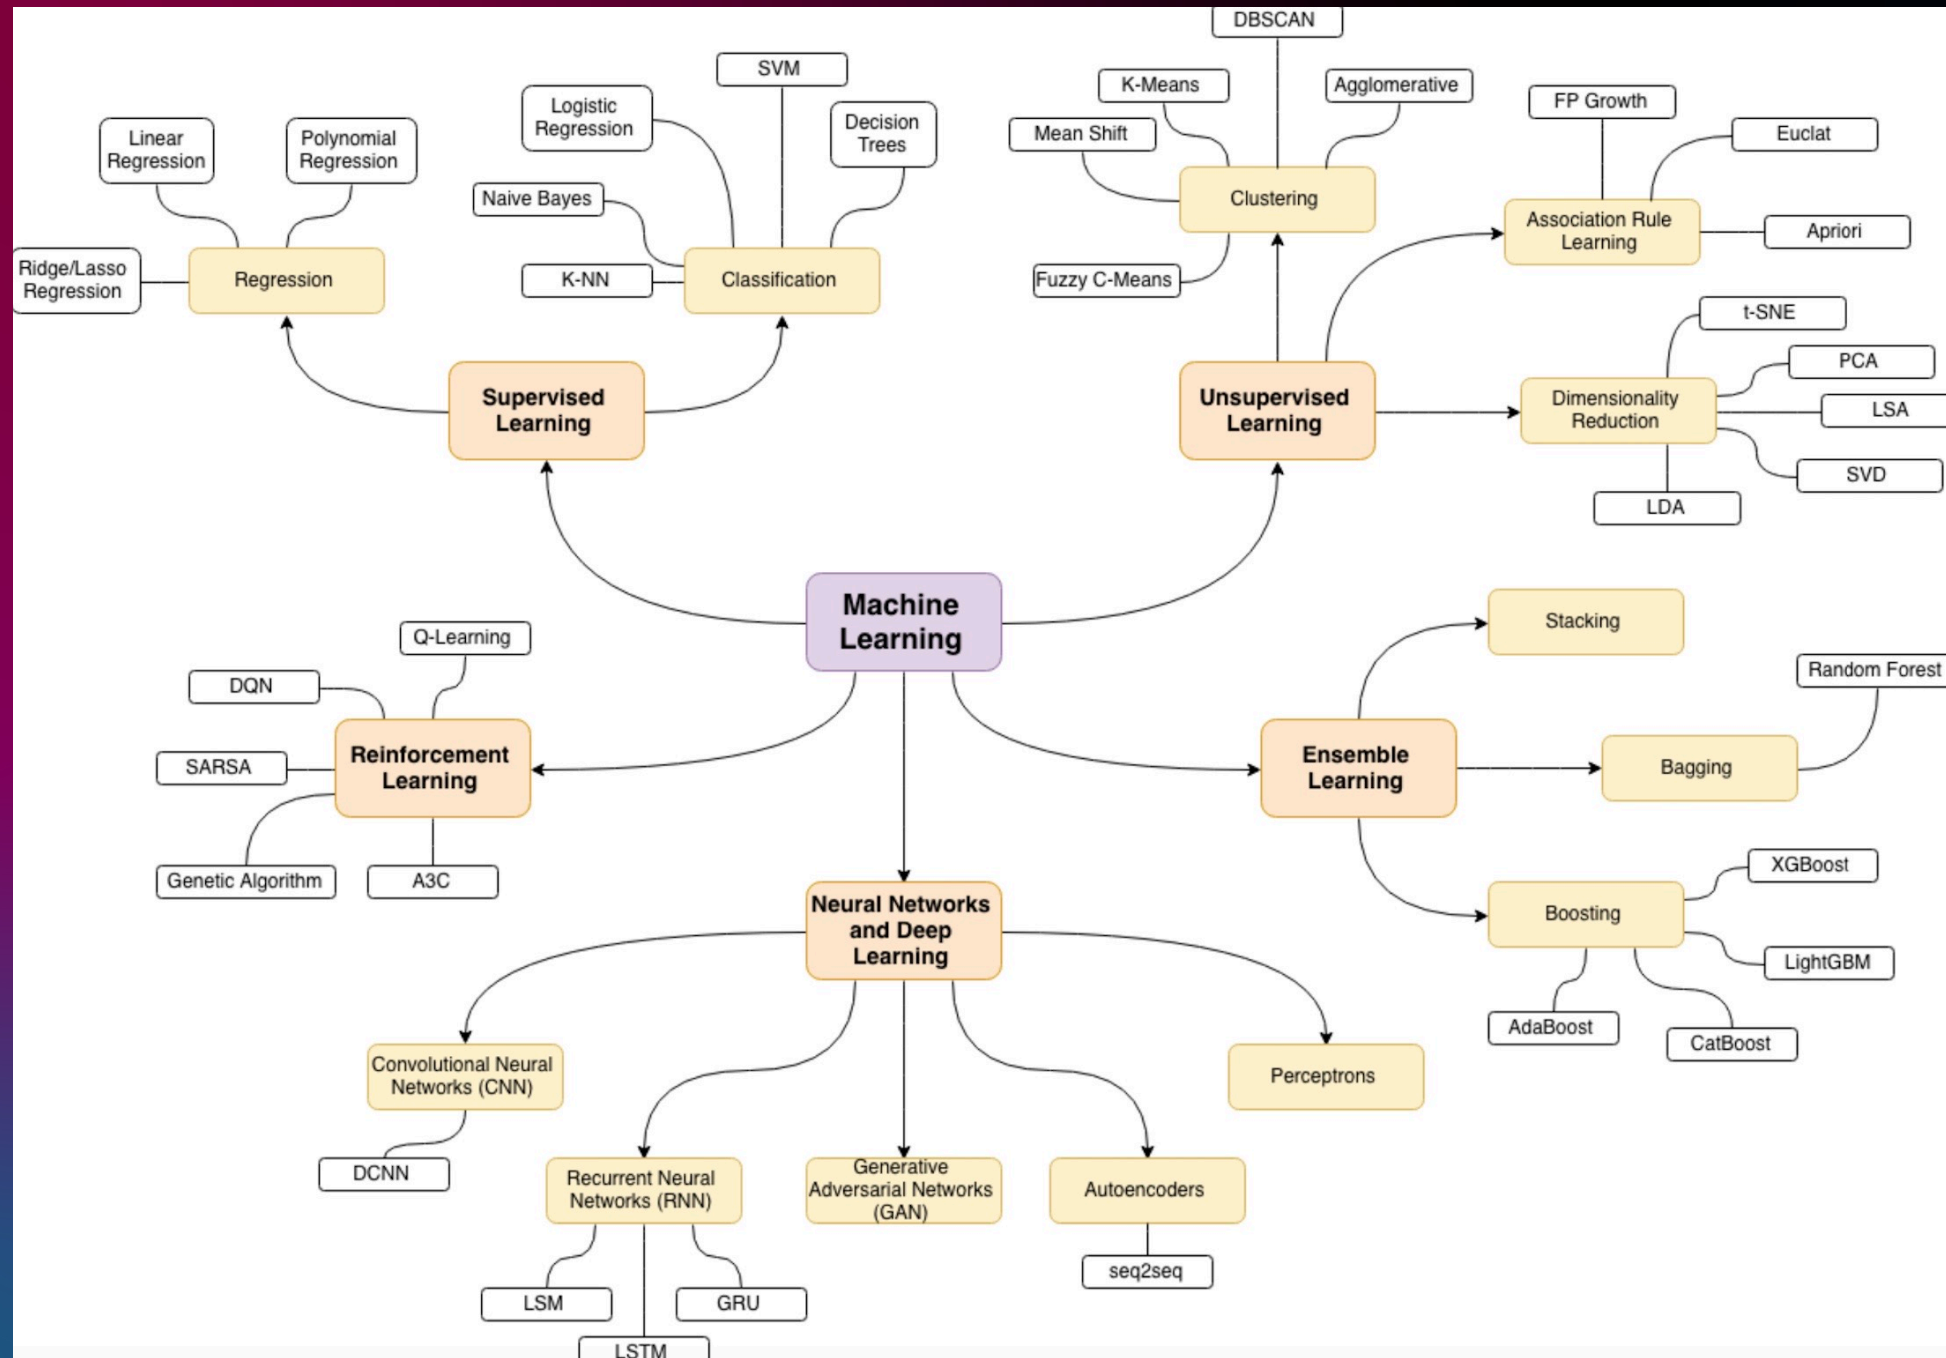 DBSCAN
SVM
K-Means
Agglomerative
Logistic
Regression
FP Growth
Linear
Regression
Polynomial
Regression
Decision
Trees
Mean Shift
Euclat
Naive Bayes
Clustering
Association Rule
Learning
Apriori
Ridge/Lasso
Regression
Regression
K-NN
Classification
Fuzzy C-Means
t-SNE
PCA
Supervised
Learning
Unsupervised
Learning
Dimensionality
Reduction
LSA
SVD
LDA
Machine
Learning
Stacking
Q-Learning
DQN
Random Forest
SARSA
Reinforcement
Learning
Ensemble
Learning
Bagging
Genetic Algorithm
A3C
XGBoost
Neural Networks
and Deep
Learning
Boosting
LightGBM
AdaBoost
CatBoost
Convolutional Neural
Networks (CNN)
Perceptrons
DCNN
Recurrent Neural
Networks (RNN)
Generative
Adversarial Networks
(GAN)
Autoencoders
seq2seq
LSM
GRU
LSTM